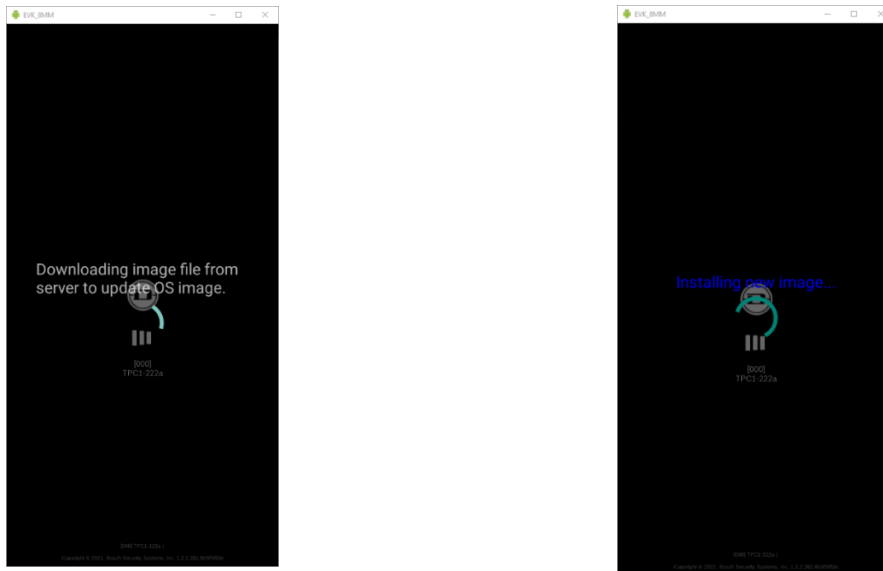 EVK_8MM
Downloading image file from
server to update OS image.
[000]
TPC1-222a
EVK_8MM
Installing new image...
[000]
TPC1-222a